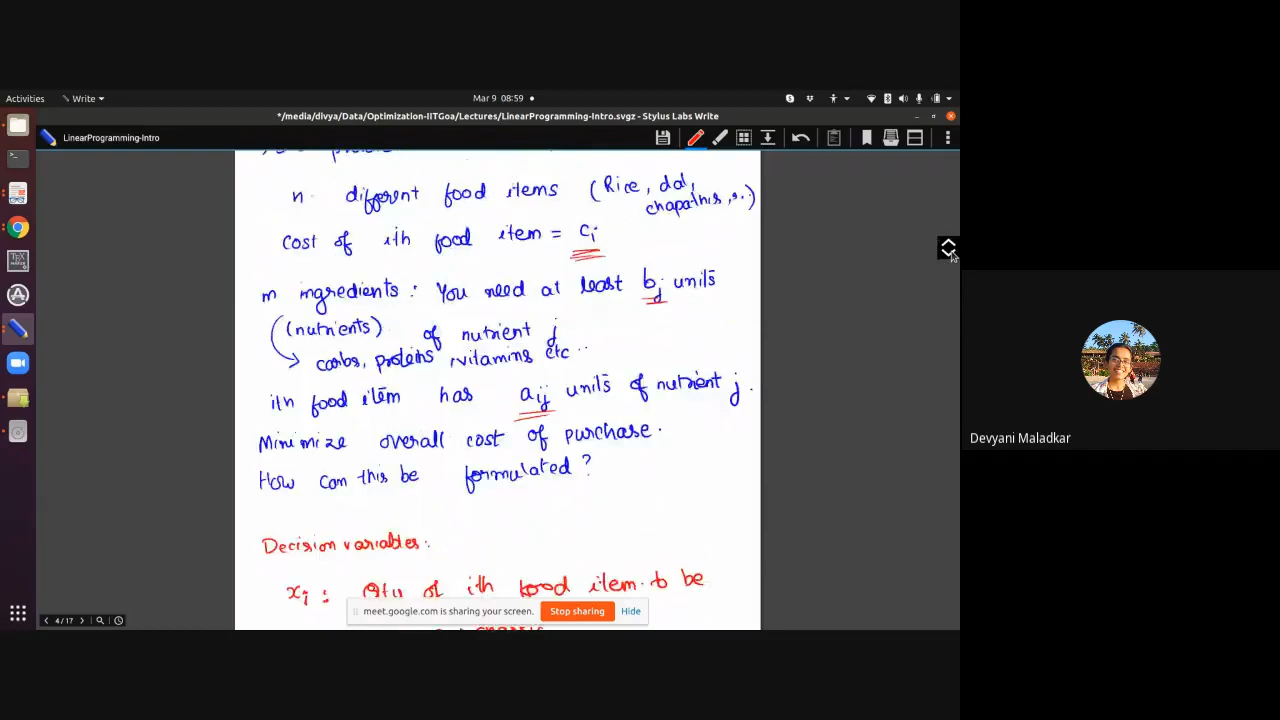 Activities Write Mar 9 08:59
*/media/divya/Data/Optimization-IITGoa/Lectures/LinearProgramming-Intro.svgz - Stylus Labs Write
LinearProgramming-Intro
n different food items (Rice, dal,
chapathis, ...)
cost of ith food item = ci
m ingredients: You need at least bj units
(nutrients) of nutrient j
carbs, proteins, vitamins etc..
ith food item has aij units of nutrient j.
Minimize overall cost of purchase.
How can this be formulated?
Decision variables:
xi: Qty of ith food item to be
meet.google.com is sharing your screen. Stop sharing Hide
4/17
Devyani Maladkar